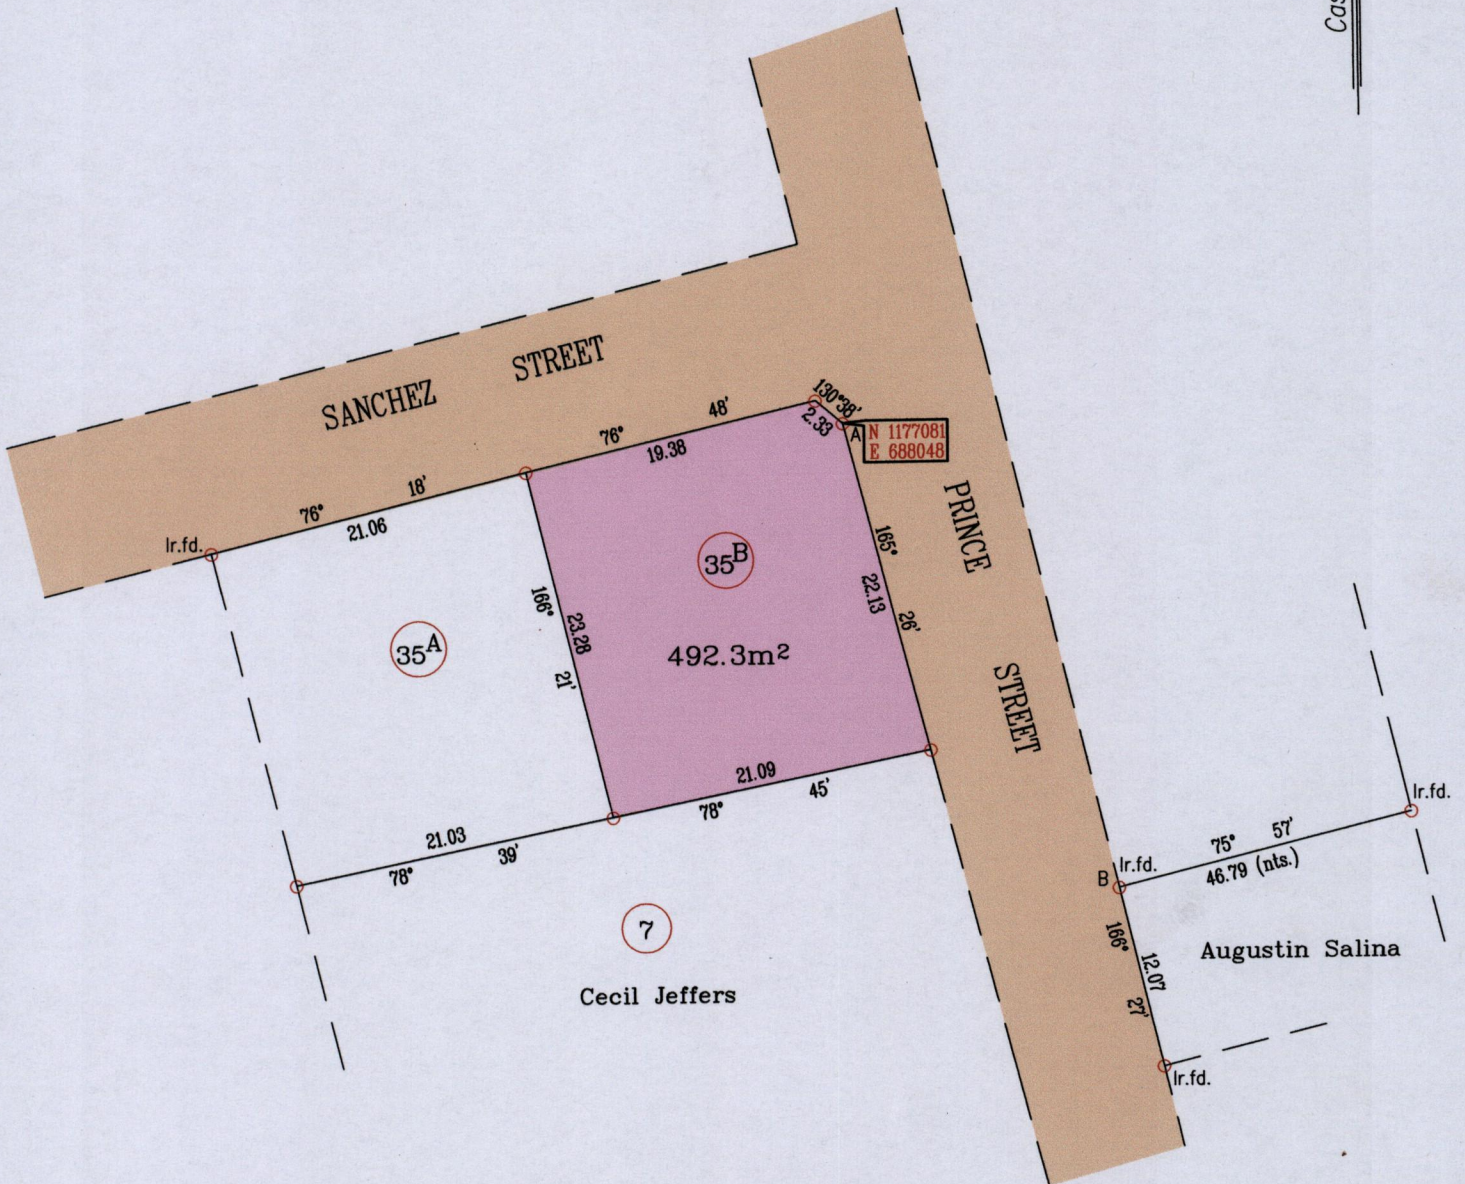 Cas
SANCHEZ STREET
130°38'
2.33
A
N 1177081
E 688048
76° 48'
19.38
76° 18'
21.06
Ir.fd.
PRINCE STREET
35B
492.3m²
165° 26'
22.13
35A
166° 21'
23.28
21.09
78° 45'
21.03
78° 39'
7
Cecil Jeffers
Ir.fd.
75° 57'
46.79 (nts.)
B
Ir.fd.
166° 27'
12.07
Augustin Salina
Ir.fd.